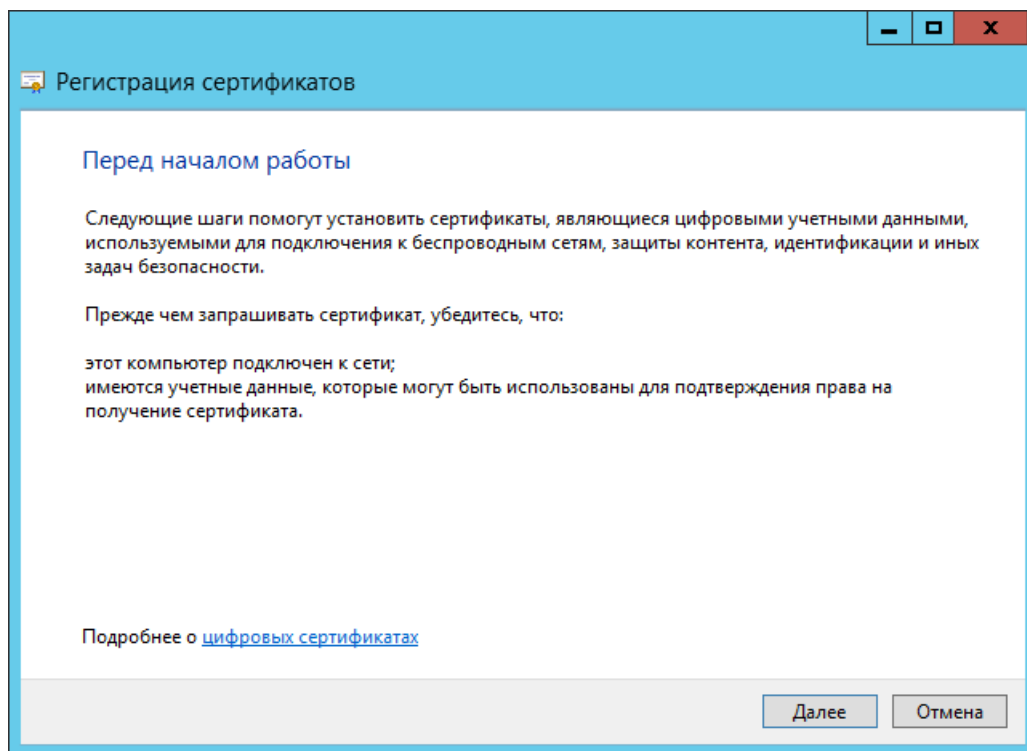 Регистрация сертификатов
Перед началом работы
Следующие шаги помогут установить сертификаты, являющиеся цифровыми учетными данными,
используемыми для подключения к беспроводным сетям, защиты контента, идентификации и иных
задач безопасности.
Прежде чем запрашивать сертификат, убедитесь, что:
этот компьютер подключен к сети;
имеются учетные данные, которые могут быть использованы для подтверждения права на
получение сертификата.
Подробнее о цифровых сертификатах
Далее
Отмена